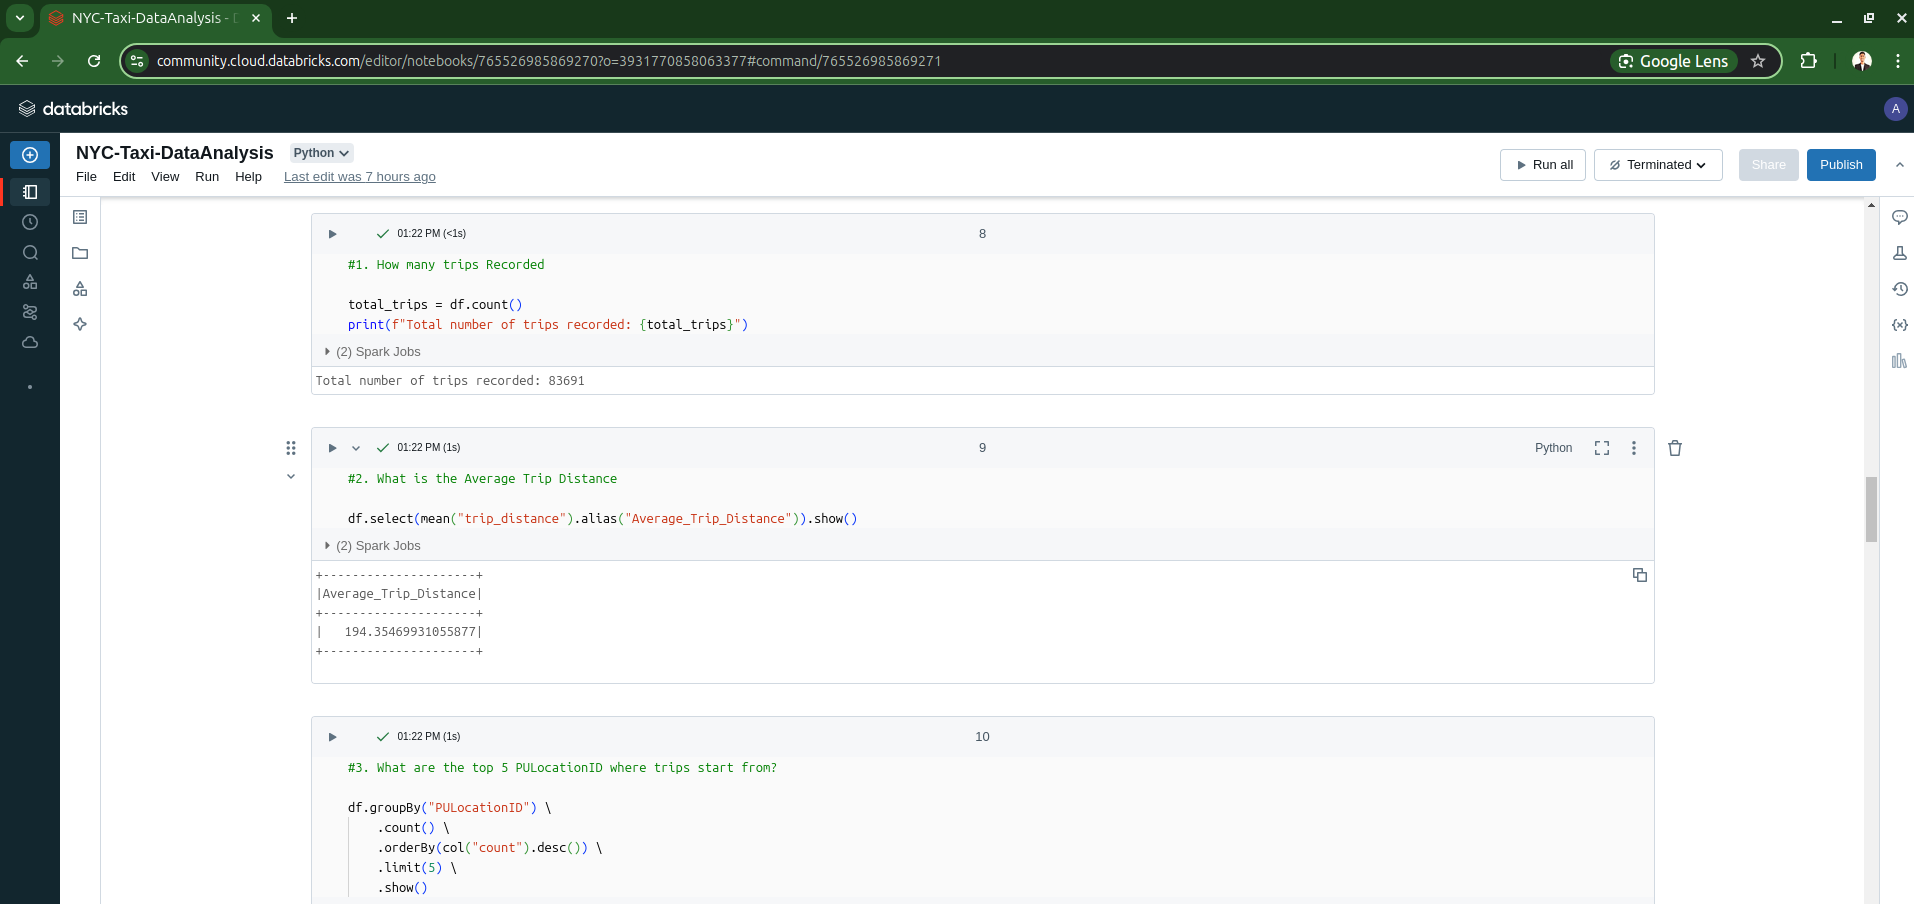 NYC-Taxi-DataAnalysis - D
community.cloud.databricks.com/editor/notebooks/765526985869270?o=3931770858063377#command/765526985869271
Google Lens
databricks
A
NYC-Taxi-DataAnalysis Python
File Edit View Run Help Last edit was 7 hours ago
Run all Terminated Share Publish
01:22 PM (<1s) 8
#1. How many trips Recorded
total_trips = df.count()
print(f"Total number of trips recorded: {total_trips}")
(2) Spark Jobs
Total number of trips recorded: 83691
01:22 PM (1s) 9 Python
#2. What is the Average Trip Distance
df.select(mean("trip_distance").alias("Average_Trip_Distance")).show()
(2) Spark Jobs
+---------------------+
|Average_Trip_Distance|
+---------------------+
|   194.35469931055877|
+---------------------+
01:22 PM (1s) 10
#3. What are the top 5 PULocationID where trips start from?
df.groupBy("PULocationID") \
.count() \
.orderBy(col("count").desc()) \
.limit(5) \
.show()